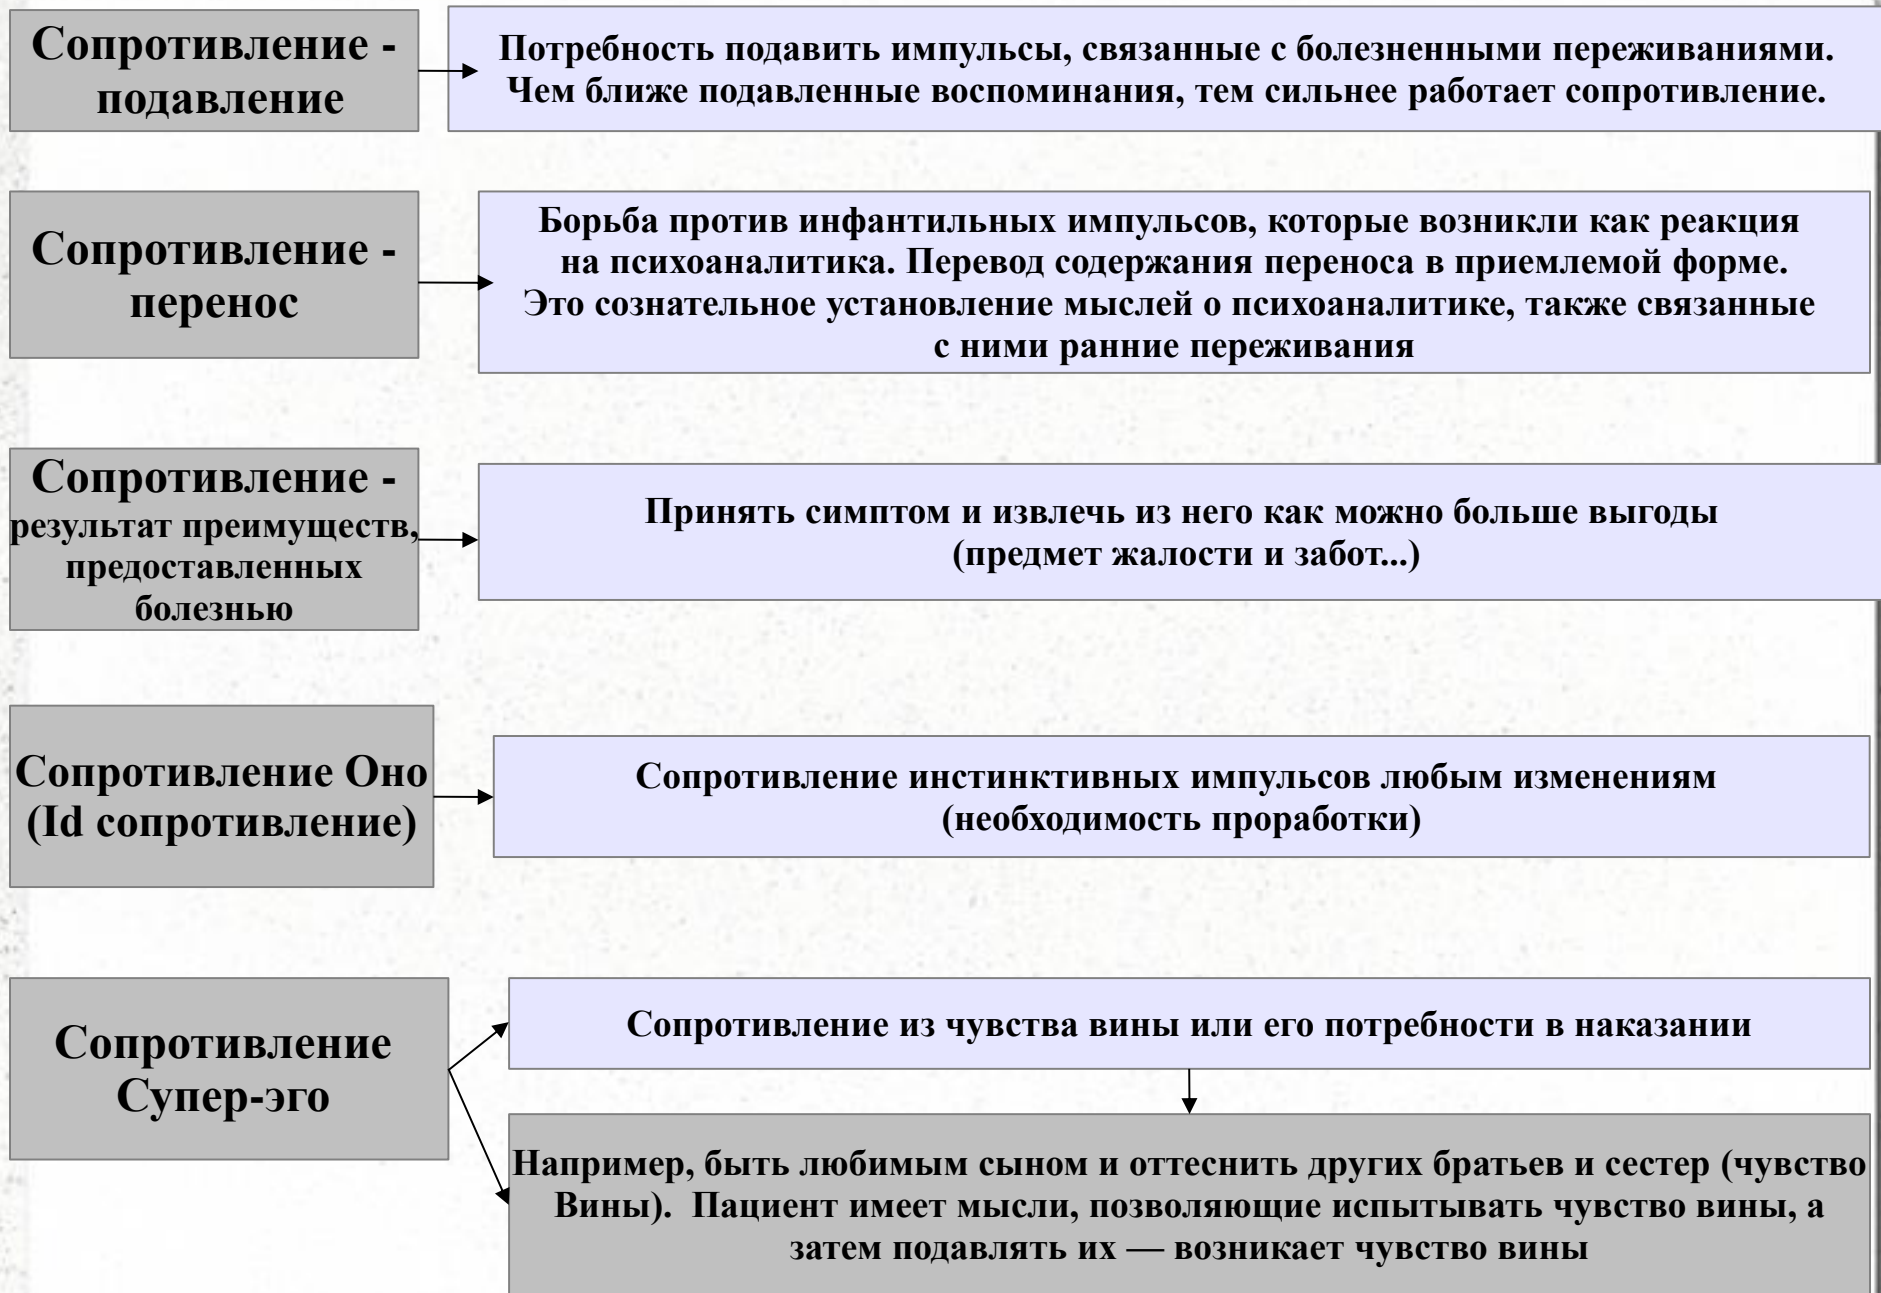 Сопротивление -
подавление
Потребность подавить импульсы, связанные с болезненными переживаниями.
Чем ближе подавленные воспоминания, тем сильнее работает сопротивление.
Сопротивление -
перенос
Борьба против инфантильных импульсов, которые возникли как реакция
на психоаналитика. Перевод содержания переноса в приемлемой форме.
Это сознательное установление мыслей о психоаналитике, также связанные
с ними ранние переживания
Сопротивление -
результат преимуществ,
предоставленных
болезнью
Принять симптом и извлечь из него как можно больше выгоды
(предмет жалости и забот...)
Сопротивление Оно
(Id сопротивление)
Сопротивление инстинктивных импульсов любым изменениям
(необходимость проработки)
Сопротивление
Супер-эго
Сопротивление из чувства вины или его потребности в наказании
Например, быть любимым сыном и оттеснить других братьев и сестер (чувство
Вины). Пациент имеет мысли, позволяющие испытывать чувство вины, а
затем подавлять их — возникает чувство вины